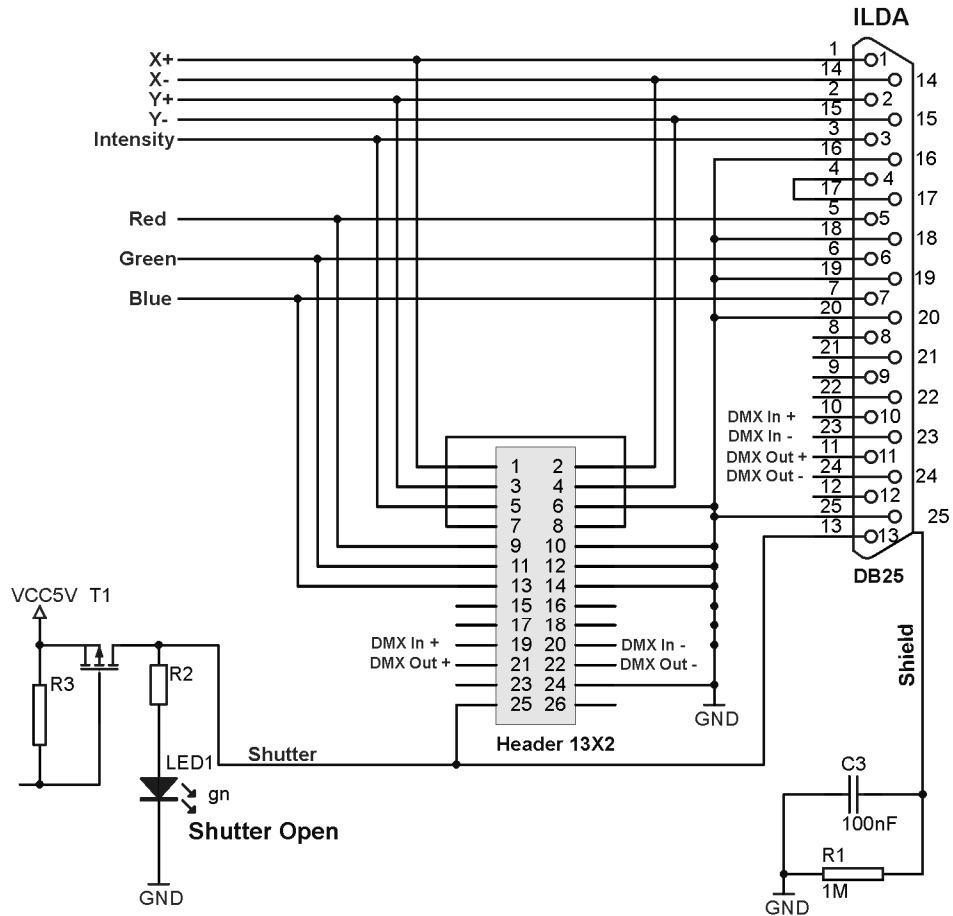 ILDA
X+ 1 1
X- 14 14
Y+ 2 2
Y- 15 15
Intensity 3 3
16 16
4 4
17 17
Red 5 5
18 18
Green 6 6
19 19
Blue 7 7
20 20
8 8
21 21
9 9
22 22
DMX In + 10 10
DMX In - 23 23
DMX Out + 11 11
DMX Out - 24 24
12 12
25 25
13 13
DB25
1 2
3 4
5 6
7 8
9 10
11 12
13 14
15 16
17 18
DMX In + 19 20 DMX In -
DMX Out + 21 22 DMX Out -
23 24
25 26
Header 13X2
GND
VCC5V T1
R3
R2
LED1
gn
Shutter Open
GND
Shutter
Shield
C3
100nF
R1
1M
GND